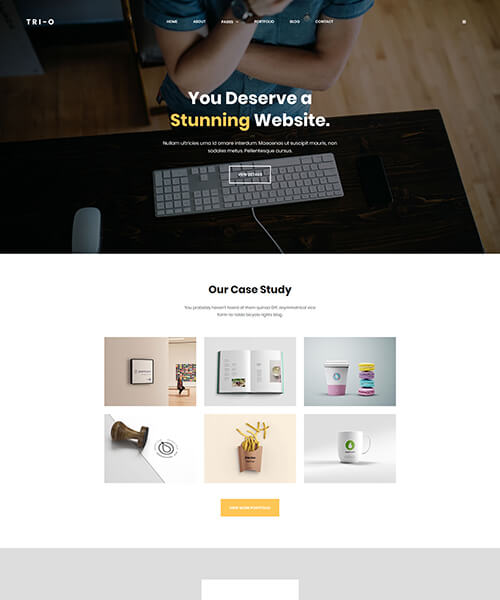 TRI-O
HOME ABOUT PAGES PORTFOLIO BLOG CONTACT
You Deserve a
Stunning Website.
Nullam ultricies urna id ornare interdum. Maecenas ut suscipit mauris, non
sodales metus. Pellentesque cursus.
VIEW DETAILS
Our Case Study
You probably haven't heard of them quinoa DIY, asymmetrical vice
Farm-to-table bicycle rights blog.
VIEW MORE PORTFOLIO